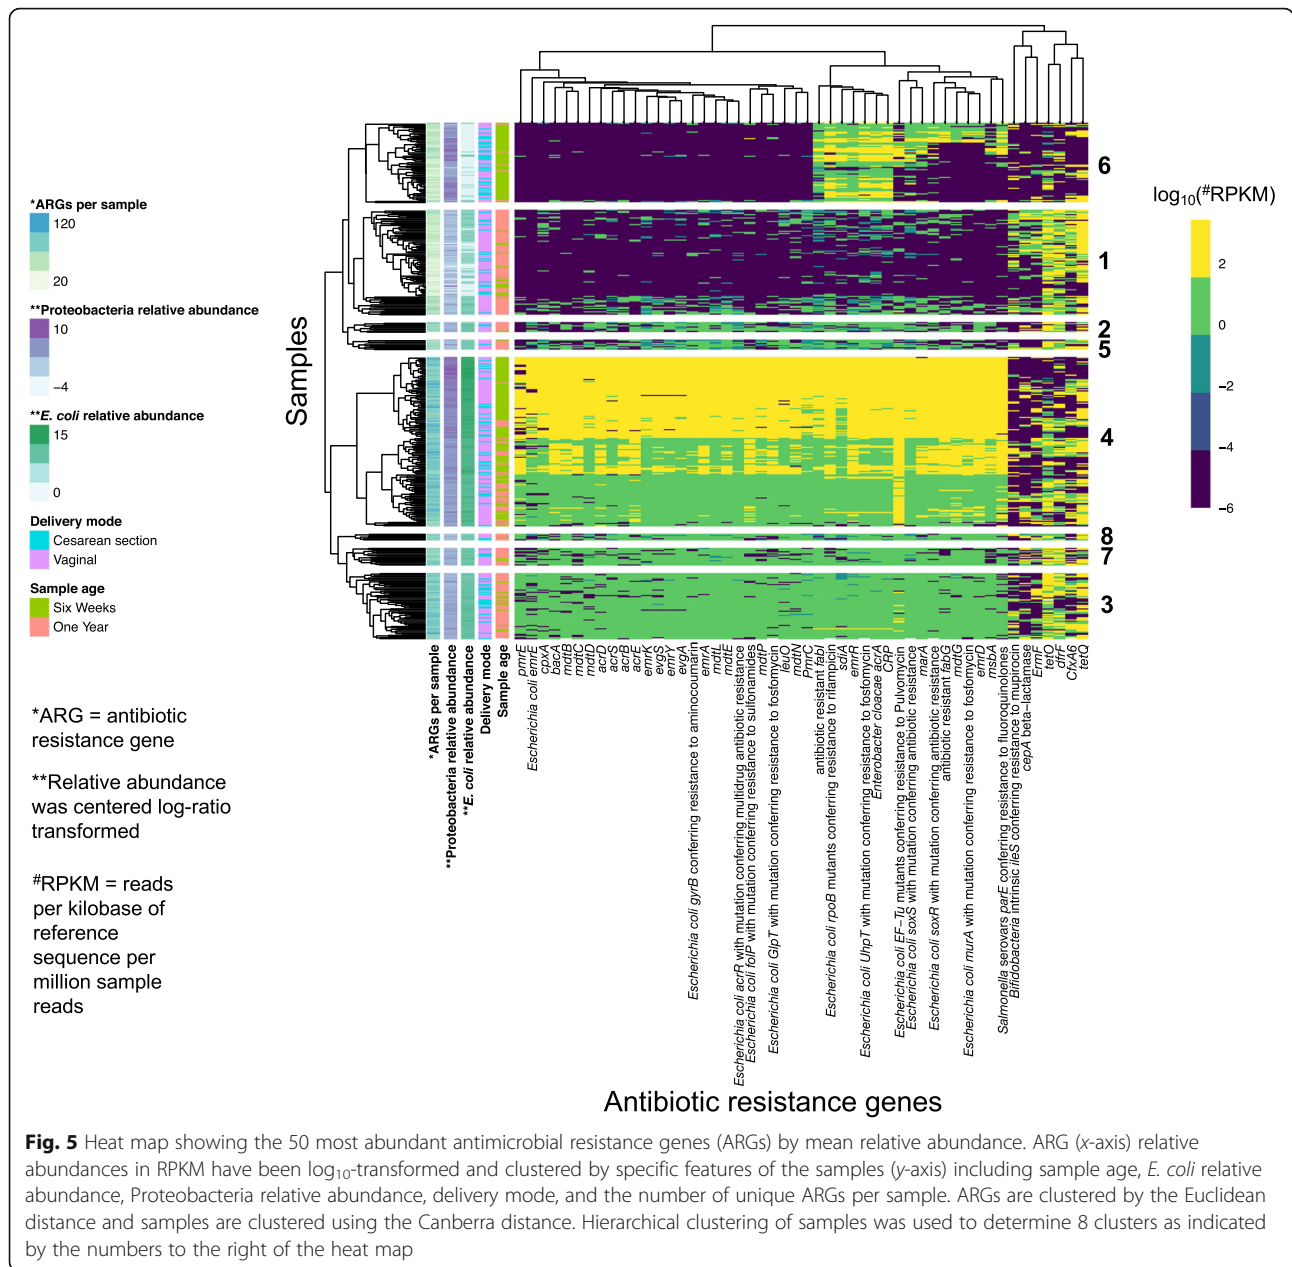 *ARGs per sample
120
20
**Proteobacteria relative abundance
10
−4
**E. coli relative abundance
15
0
Delivery mode
Cesarean section
Vaginal
Sample age
Six Weeks
One Year
*ARG = antibiotic
resistance gene
**Relative abundance
was centered log-ratio
transformed
#RPKM = reads
per kilobase of
reference
sequence per
million sample
reads
Samples
6
1
2
5
4
8
7
3
log10(#RPKM)
2
0
−2
−4
−6
*ARGs per sample
**Proteobacteria relative abundance
**E. coli relative abundance
Delivery mode
Sample age
pmrE
Escherichia coli emrE
cpxA
bacA
mdtB
mdtC
mdtD
acrD
acrS
acrB
acrE
emrK
evgS
emrY
evgA
Escherichia coli gyrB conferring resistance to aminocoumarin
emrA
mdtL
mdtE
Escherichia coli acrR with mutation conferring multidrug antibiotic resistance
Escherichia coli folP with mutation conferring resistance to sulfonamides
mdtP
Escherichia coli GlpT with mutation conferring resistance to fosfomycin
leuO
mdtN
PmrC
antibiotic resistant fabI
Escherichia coli rpoB mutants conferring resistance to rifampicin
sdiA
emrR
Escherichia coli UhpT with mutation conferring resistance to fosfomycin
Enterobacter cloacae acrA
CRP
Escherichia coli EF−Tu mutants conferring resistance to Pulvomycin
Escherichia coli soxS with mutation conferring antibiotic resistance
marA
Escherichia coli soxR with mutation conferring antibiotic resistance
antibiotic resistant fabG
mdtG
Escherichia coli murA with mutation conferring resistance to fosfomycin
emrD
msbA
Salmonella serovars parE conferring resistance to fluoroquinolones
Bifidobacteria intrinsic ileS conferring resistance to mupirocin
cepA beta−lactamase
ErmF
tetO
dfrF
CfxA6
tetQ
Antibiotic resistance genes
Fig. 5 Heat map showing the 50 most abundant antimicrobial resistance genes (ARGs) by mean relative abundance. ARG (x-axis) relative
abundances in RPKM have been log10-transformed and clustered by specific features of the samples (y-axis) including sample age, E. coli relative
abundance, Proteobacteria relative abundance, delivery mode, and the number of unique ARGs per sample. ARGs are clustered by the Euclidean
distance and samples are clustered using the Canberra distance. Hierarchical clustering of samples was used to determine 8 clusters as indicated
by the numbers to the right of the heat map